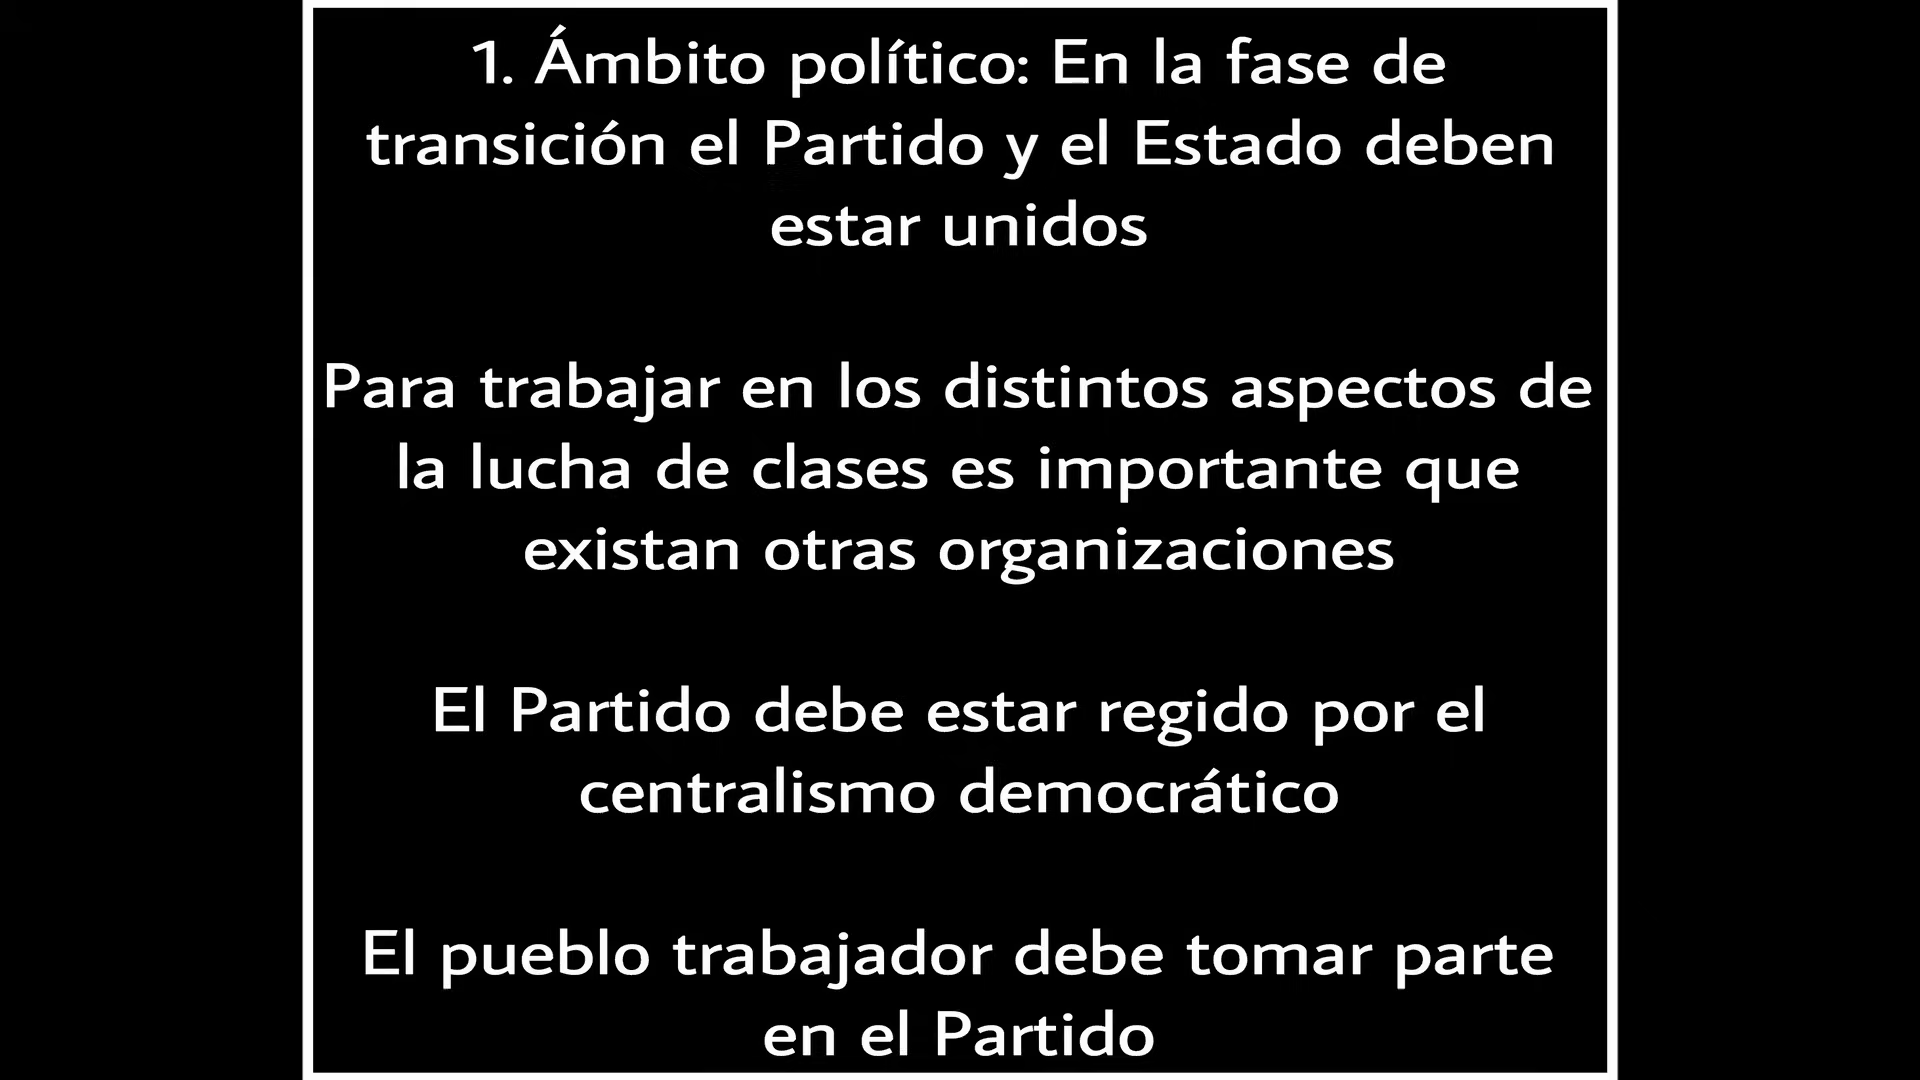 1. Ámbito político: En la fase de
transición el Partido y el Estado deben
estar unidos
Para trabajar en los distintos aspectos de
la lucha de clases es importante que
existan otras organizaciones
El Partido debe estar regido por el
centralismo democrático
El pueblo trabajador debe tomar parte
en el Partido